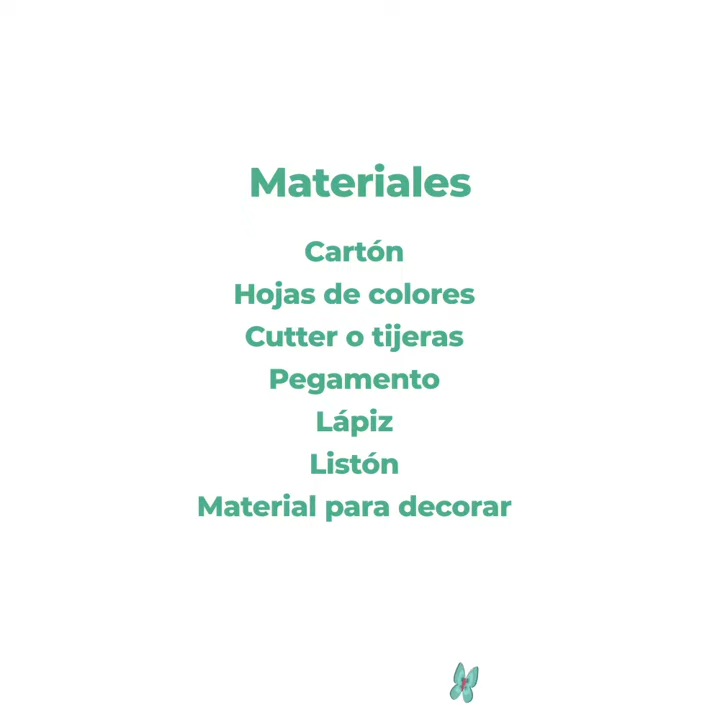 Materiales
Cartón
Hojas de colores
Cutter o tijeras
Pegamento
Lápiz
Listón
Material para decorar